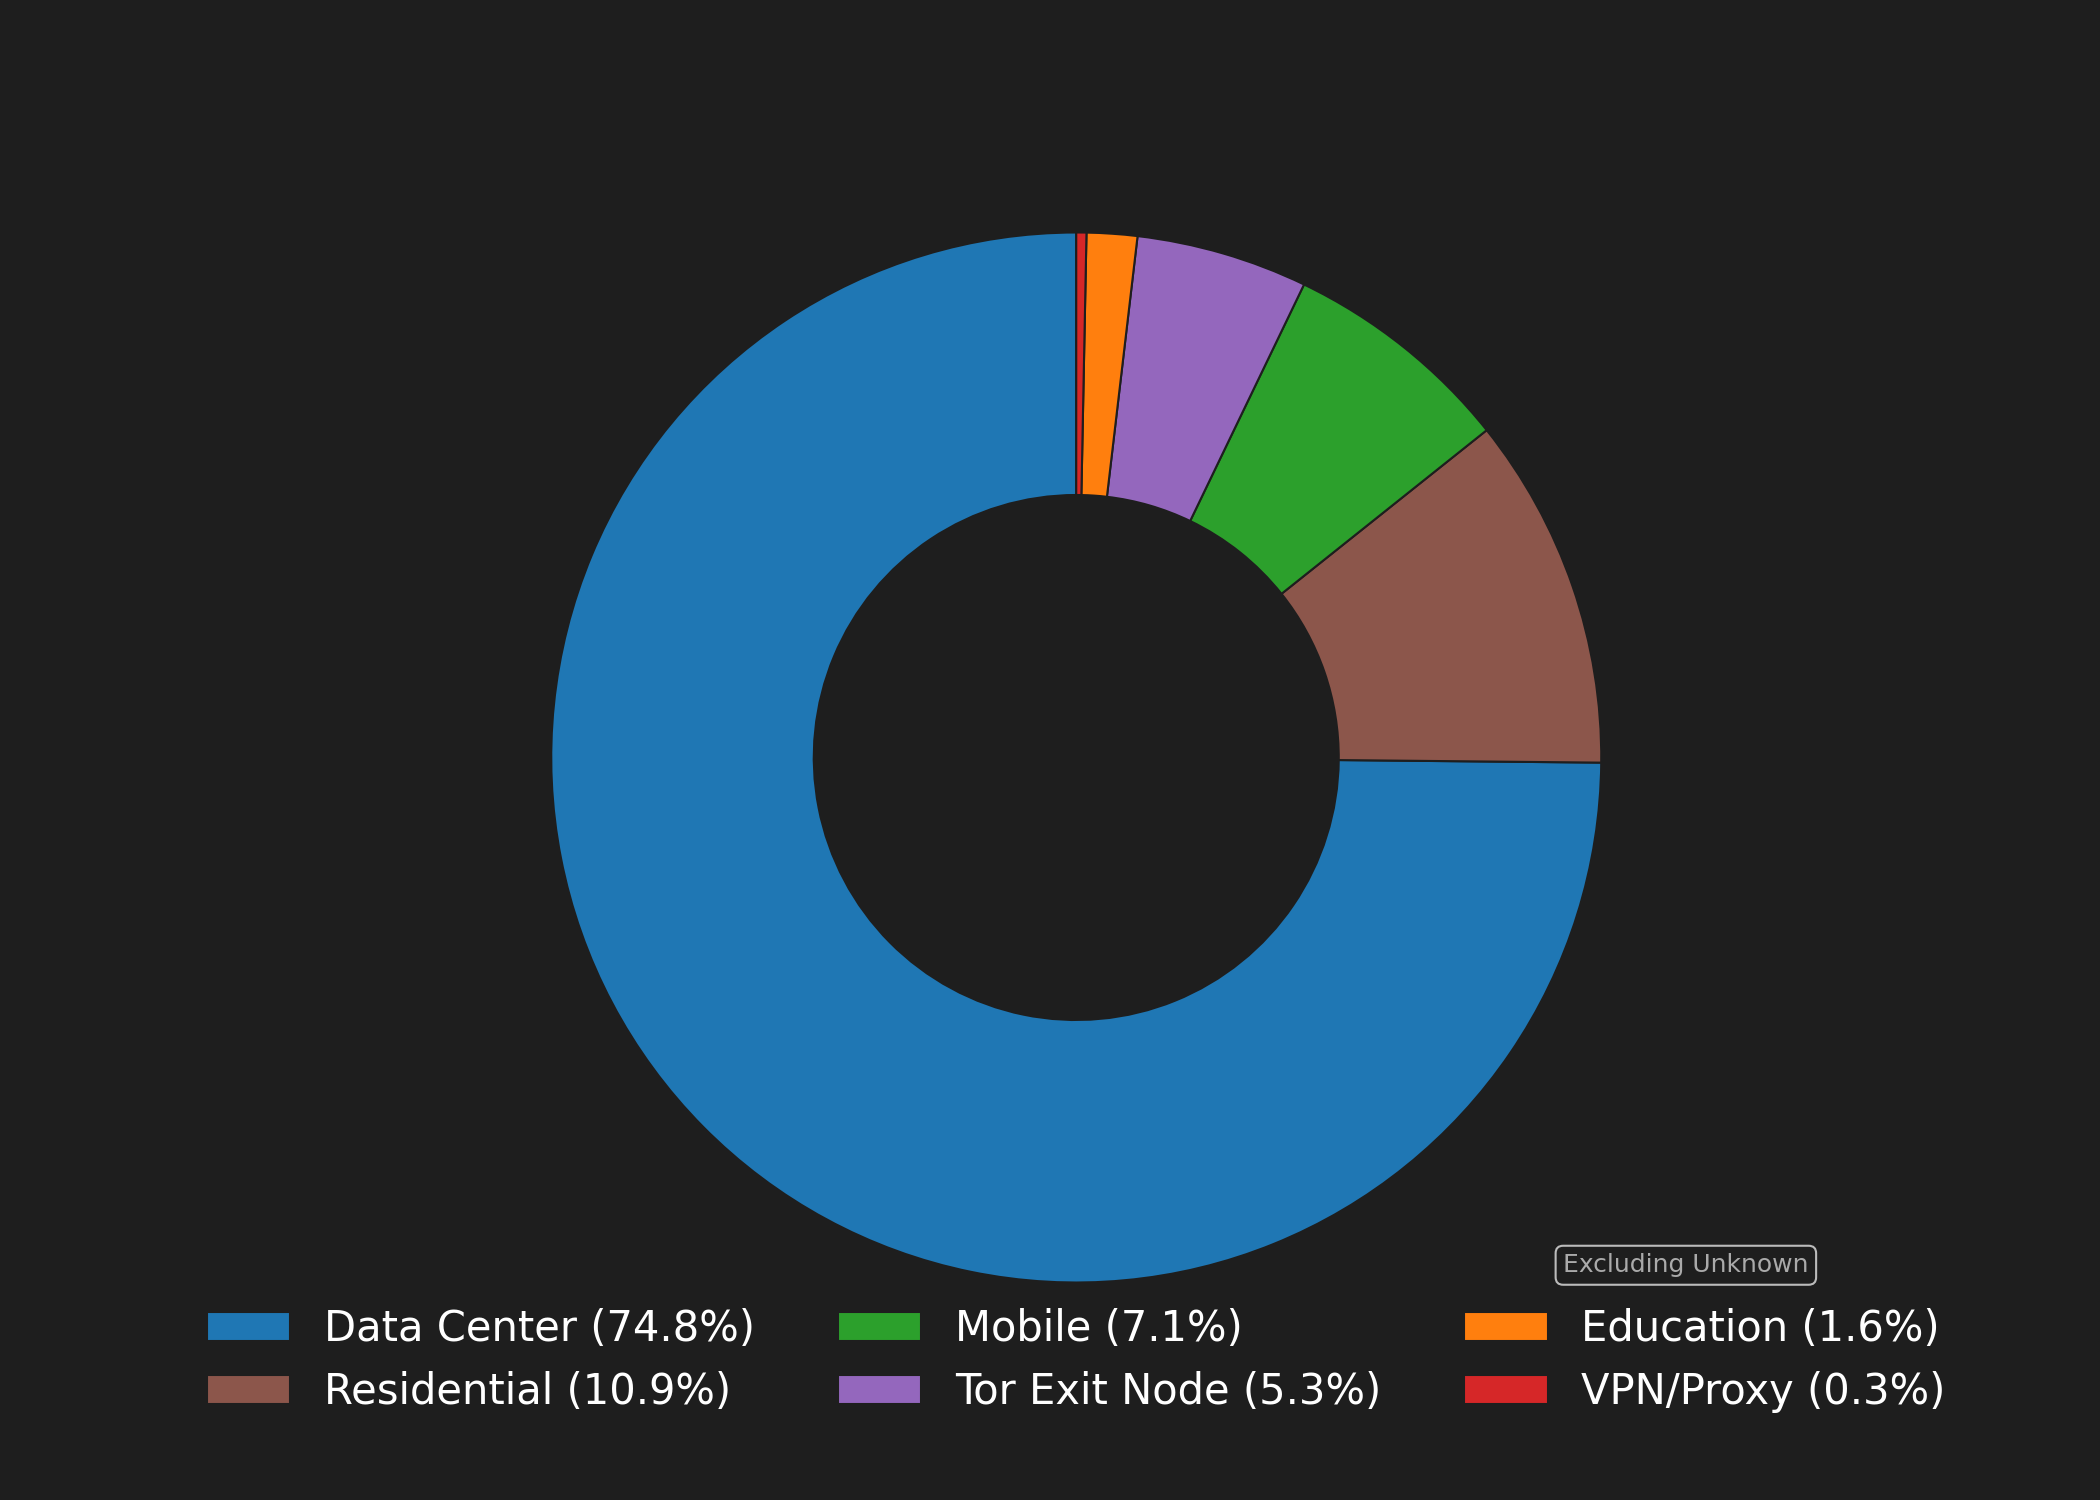 Excluding Unknown
Data Center (74.8%)
Residential (10.9%)
Mobile (7.1%)
Tor Exit Node (5.3%)
Education (1.6%)
VPN/Proxy (0.3%)